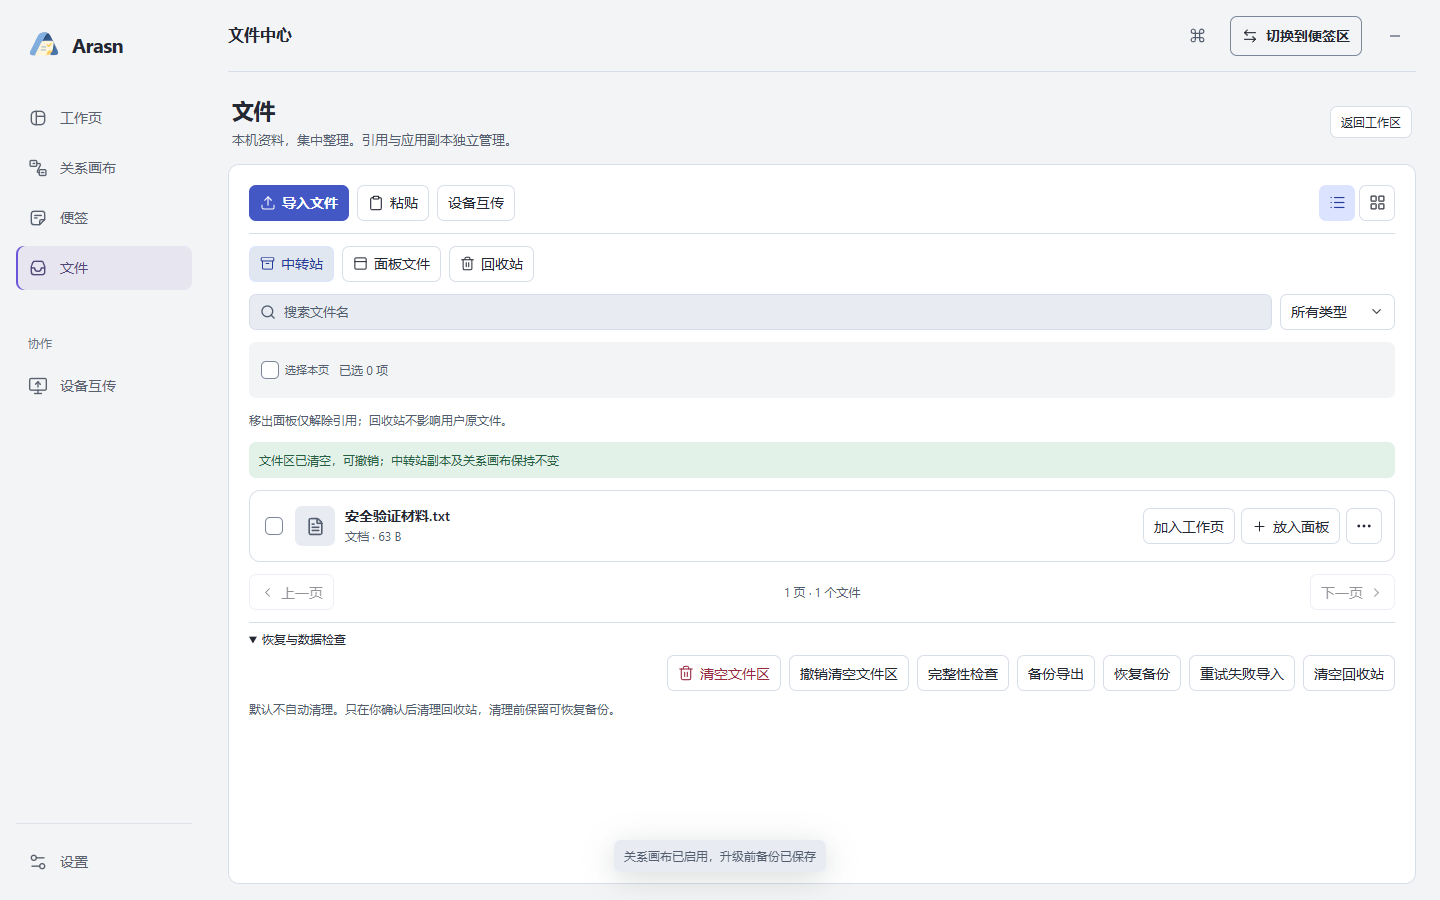 Arasn
工作页
关系画布
便签
文件
协作
设备互传
设置
文件中心
切换到便签区
文件
本机资料，集中整理。引用与应用副本独立管理。
返回工作区
导入文件 粘贴 设备互传
中转站 面板文件 回收站
搜索文件名 所有类型
选择本页 已选 0 项
移出面板仅解除引用；回收站不影响用户原文件。
文件区已清空，可撤销；中转站副本及关系画布保持不变
安全验证材料.txt
文档 · 63 B
加入工作页 放入面板
上一页 1 页 · 1 个文件 下一页
恢复与数据检查
清空文件区 撤销清空文件区 完整性检查 备份导出 恢复备份 重试失败导入 清空回收站
默认不自动清理。只在你确认后清理回收站，清理前保留可恢复备份。
关系画布已启用，升级前备份已保存